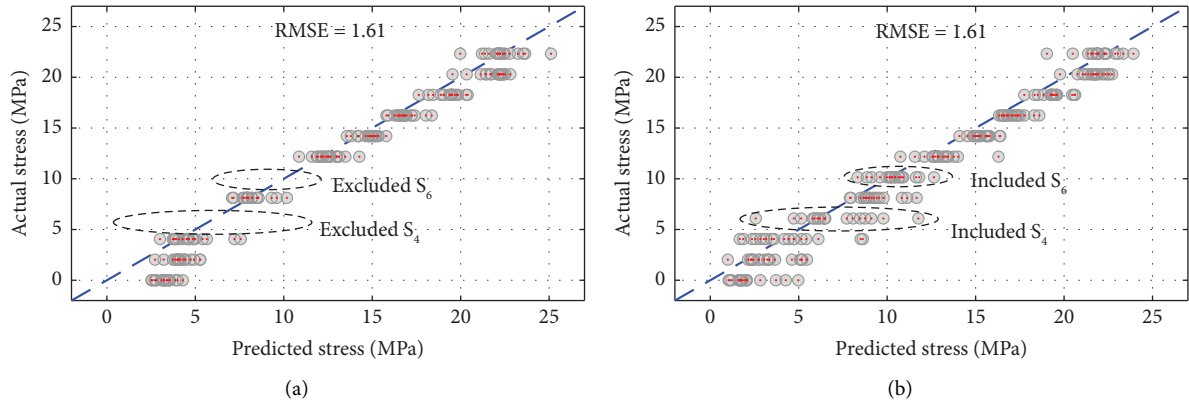 RMSE = 1.61
Actual stress (MPa)
25
20
15
10
5
0
Excluded S6
Excluded S4
0 5 10 15 20 25
Predicted stress (MPa)
(a)
RMSE = 1.61
Actual stress (MPa)
25
20
15
10
5
0
Included S6
Included S4
0 5 10 15 20 25
Predicted stress (MPa)
(b)